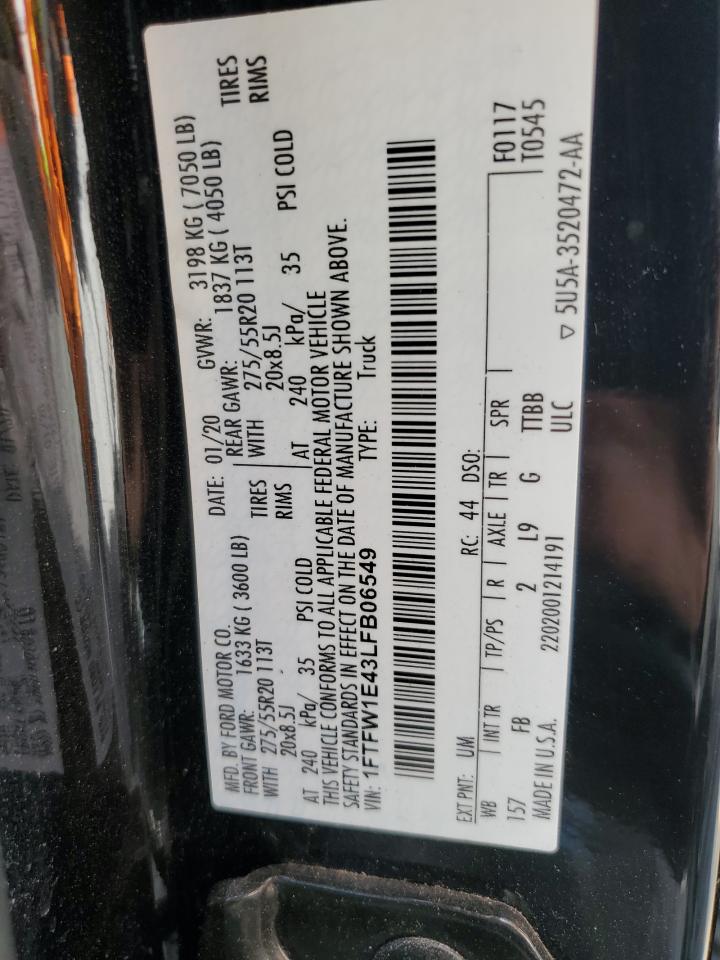 MFD. BY FORD MOTOR CO.
DATE: 01/20 GVWR: 3198 KG ( 7050 LB)
FRONT GAWR: 1633 KG ( 3600 LB)
REAR GAWR: 1837 KG ( 4050 LB)
WITH 275/55R20 113T TIRES
WITH 275/55R20 113T TIRES
20x8.5J RIMS
20x8.5J RIMS
AT 240 kPa/ 35 PSI COLD
AT 240 kPa/ 35 PSI COLD
THIS VEHICLE CONFORMS TO ALL APPLICABLE FEDERAL MOTOR VEHICLE
SAFETY STANDARDS IN EFFECT ON THE DATE OF MANUFACTURE SHOWN ABOVE.
VIN: 1FTFW1E43LFB06549 TYPE: Truck
EXT PNT: UM RC: 44 DSO:
F0117
T0545
WB INT TR TP/PS R AXLE TR SPR
157 FB 2 L9 G TTBB
MADE IN U.S.A. 2202001214191 ULC
▽ 5U5A-3520472-AA